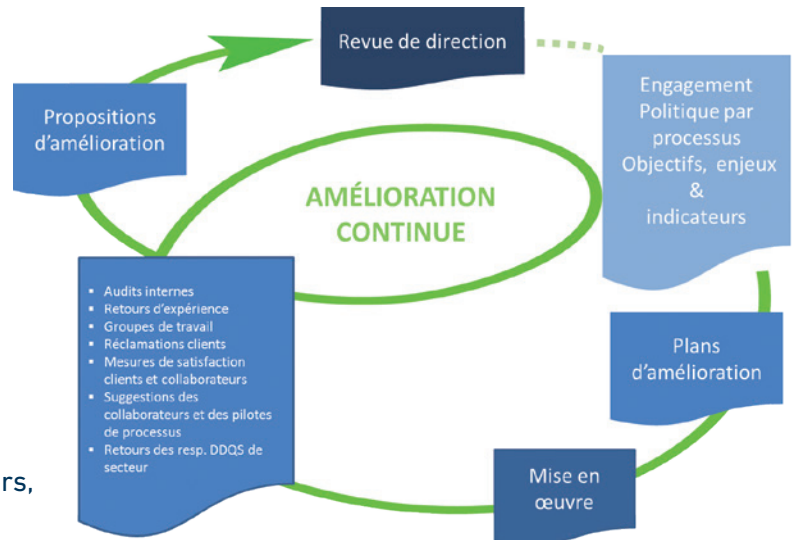 Revue de direction
Engagement
Politique par
processus
Objectifs, enjeux
&
indicateurs
Propositions
d'amélioration
AMÉLIORATION
CONTINUE
▪ Audits internes
▪ Retours d'expérience
▪ Groupes de travail
▪ Réclamations clients
▪ Mesures de satisfaction
clients et collaborateurs
▪ Suggestions des
collaborateurs et des pilotes
de processus
▪ Retours des resp. DDQS de
secteur
Plans
d'amélioration
Mise en
œuvre
rs,